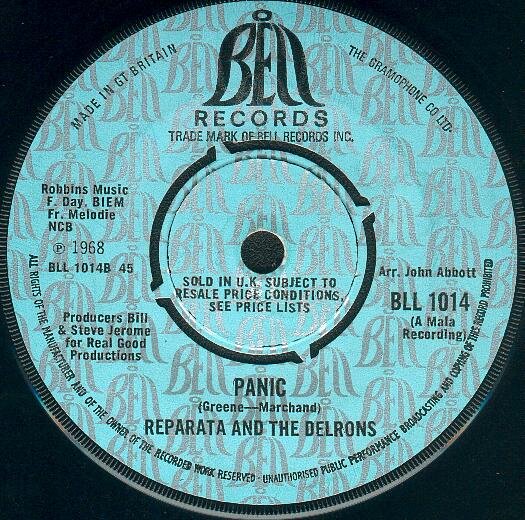 BELL
RECORDS
TRADE MARK OF BELL RECORDS INC.
MADE IN GT BRITAIN
THE GRAMOPHONE CO LTD·
Robbins Music
F. Day. BIEM
Fr. Melodie
NCB
℗ 1968
BLL 1014B 45
Arr. John Abbott
BLL 1014
(A Mala
Recording)
SOLD IN U.K. SUBJECT TO
RESALE PRICE CONDITIONS,
SEE PRICE LISTS
Producers Bill
& Steve Jerome
for Real Good
Productions
PANIC
(Greene—Marchand)
REPARATA AND THE DELRONS
ALL RIGHTS OF THE MANUFACTURER AND OF THE OWNER OF THE RECORDED WORK RESERVED · UNAUTHORISED PUBLIC PERFORMANCE BROADCASTING AND COPYING OF THIS RECORD PROHIBITED